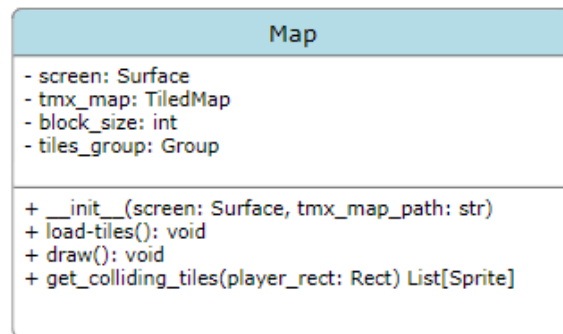 Map
- screen: Surface
- tmx_map: TiledMap
- block_size: int
- tiles_group: Group
+ __init__(screen: Surface, tmx_map_path: str)
+ load-tiles(): void
+ draw(): void
+ get_colliding_tiles(player_rect: Rect) List[Sprite]